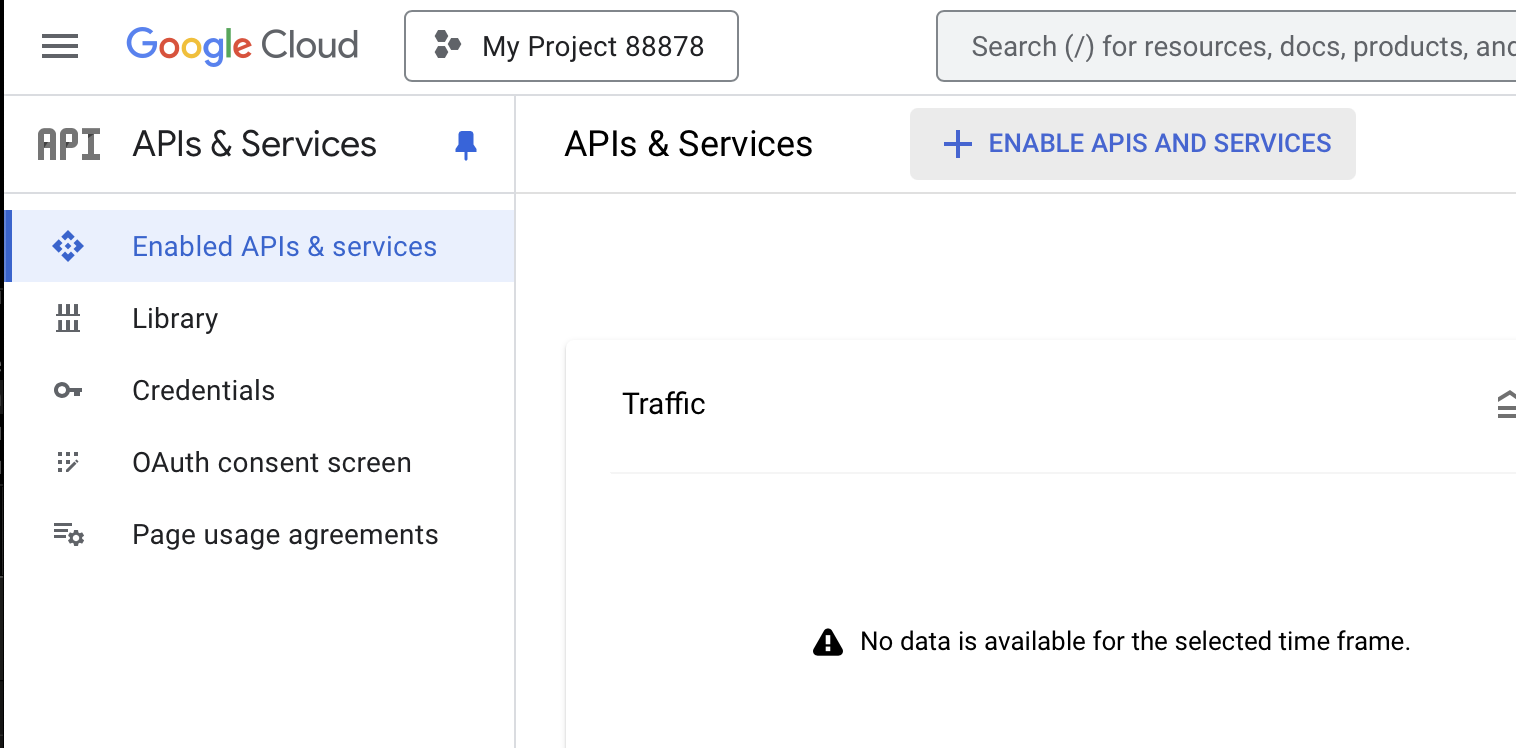 Google Cloud
My Project 88878
Search (/) for resources, docs, products, and
API
APIs & Services
APIs & Services
ENABLE APIS AND SERVICES
Enabled APIs & services
Library
Credentials
OAuth consent screen
Page usage agreements
Traffic
No data is available for the selected time frame.